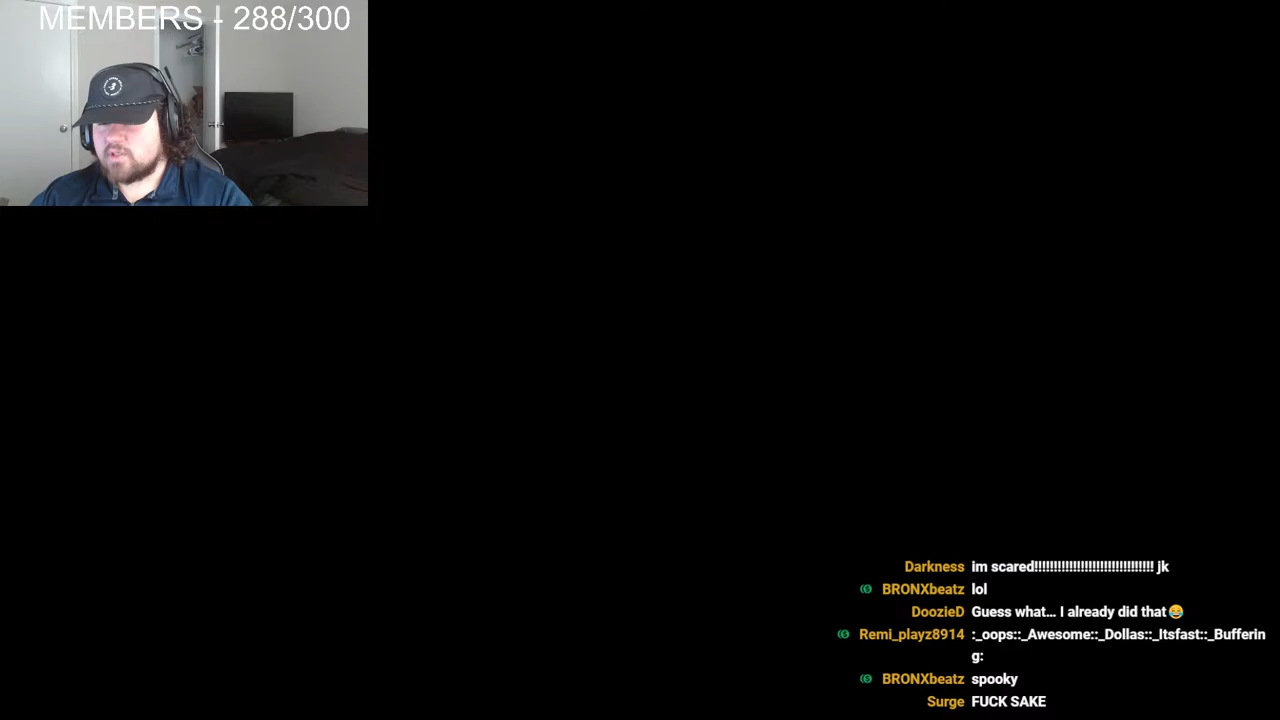 MEMBERS - 288/300
Darkness im scared!!!!!!!!!!!!!!!!!!!!!!!!!!!!!!! jk
BRONXbeatz lol
DoozieD Guess what... I already did that😂
Remi_playz8914 :_oops::_Awesome::_Dollas::_Itsfast::_Bufferin
g:
BRONXbeatz spooky
Surge FUCK SAKE